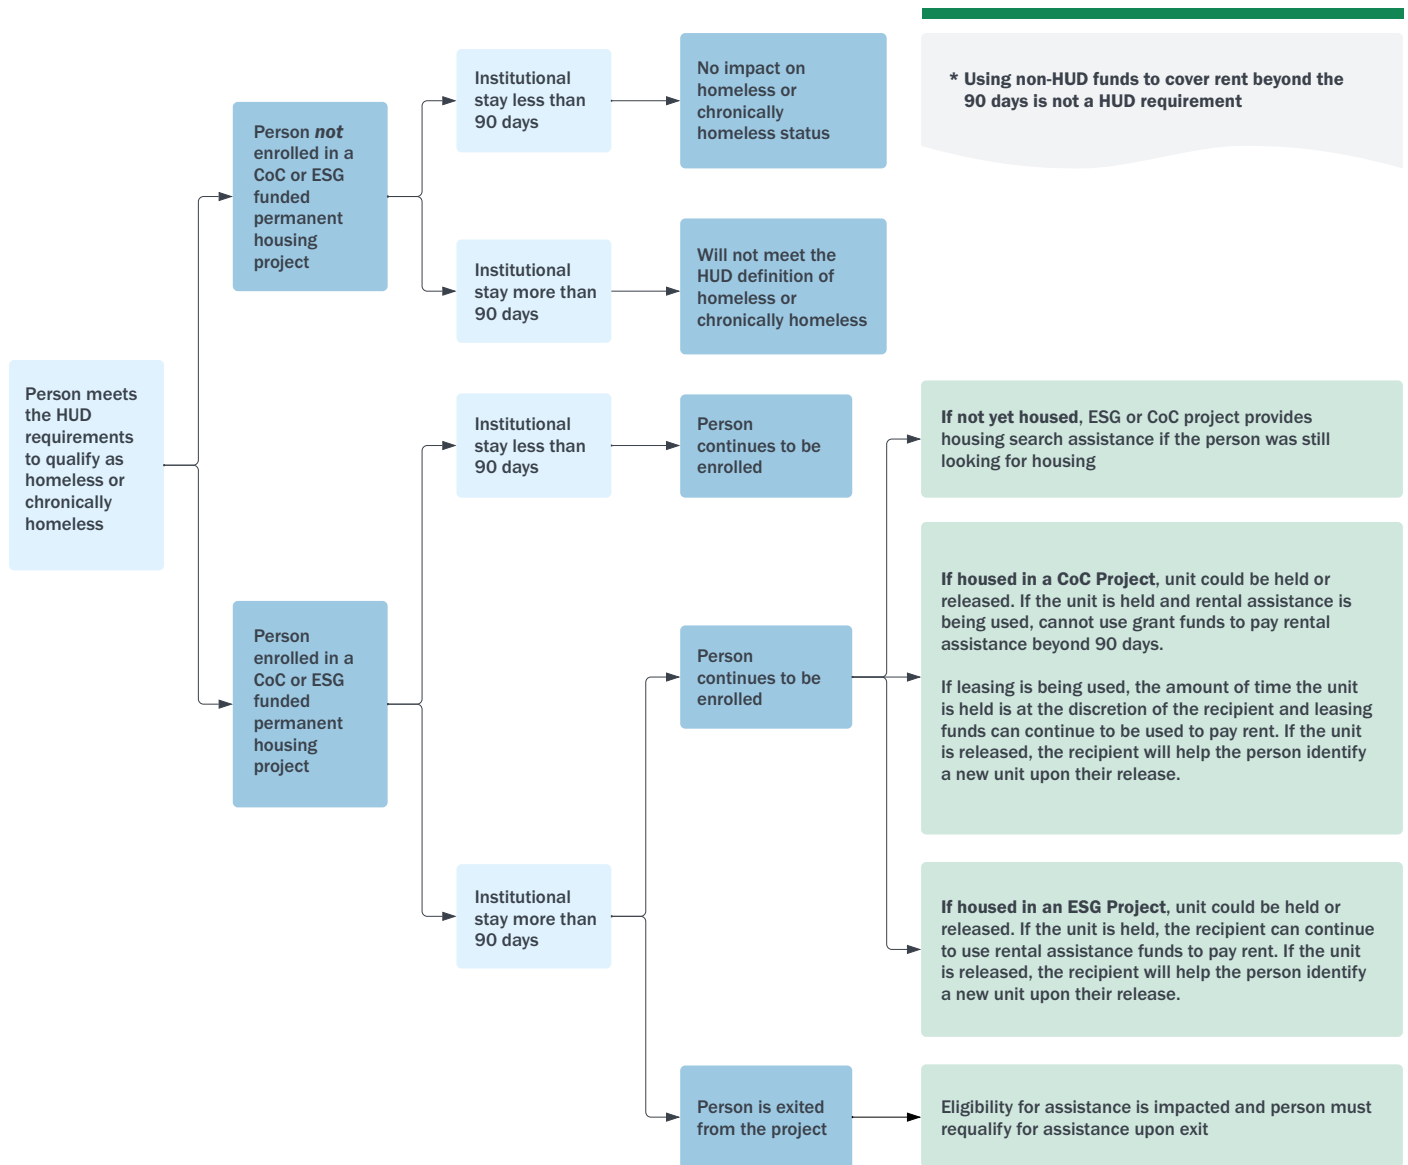 Person meets
the HUD
requirements
to qualify as
homeless or
chronically
homeless
Person not
enrolled in a
CoC or ESG
funded
permanent
housing
project
Institutional
stay less than
90 days
No impact on
homeless or
chronically
homeless status
* Using non-HUD funds to cover rent beyond the
90 days is not a HUD requirement
Institutional
stay more than
90 days
Will not meet the
HUD definition of
homeless or
chronically homeless
Person
enrolled in a
CoC or ESG
funded
permanent
housing
project
Institutional
stay less than
90 days
Person
continues to be
enrolled
Institutional
stay more than
90 days
Person
continues to be
enrolled
If not yet housed, ESG or CoC project provides
housing search assistance if the person was still
looking for housing
If housed in a CoC Project, unit could be held or
released. If the unit is held and rental assistance is
being used, cannot use grant funds to pay rental
assistance beyond 90 days.
If leasing is being used, the amount of time the unit
is held is at the discretion of the recipient and leasing
funds can continue to be used to pay rent. If the unit
is released, the recipient will help the person identify
a new unit upon their release.
If housed in an ESG Project, unit could be held or
released. If the unit is held, the recipient can continue
to use rental assistance funds to pay rent. If the unit
is released, the recipient will help the person identify
a new unit upon their release.
Person is exited
from the project
Eligibility for assistance is impacted and person must
requalify for assistance upon exit